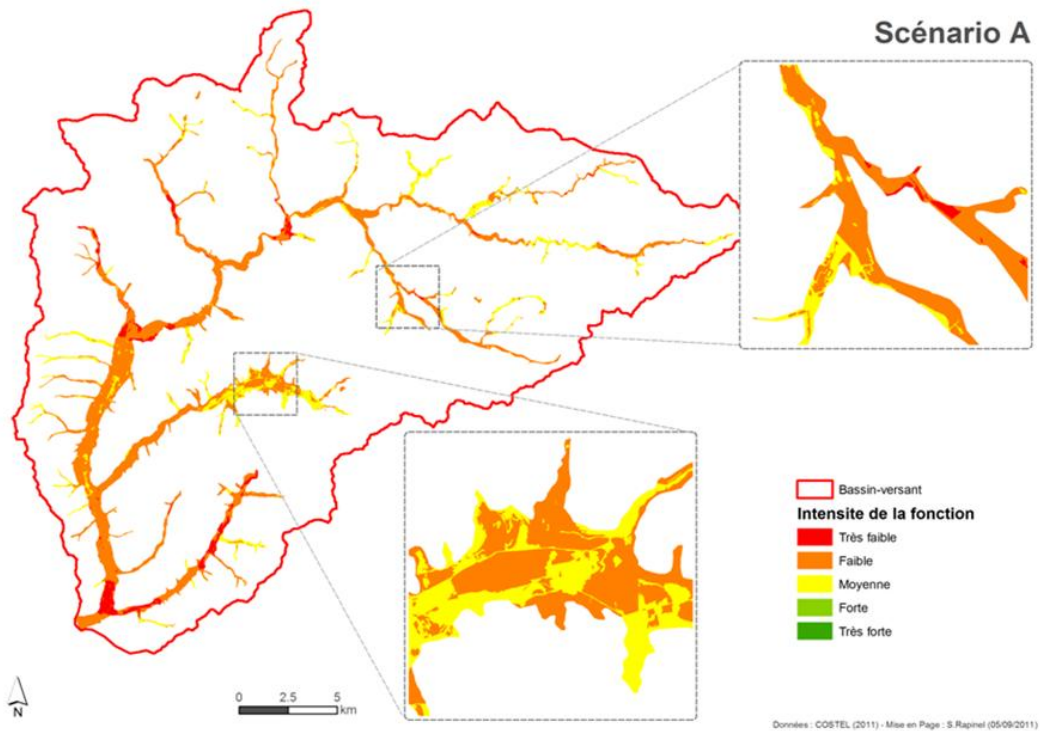 Scénario A
Bassin-versant
Intensite de la fonction
Très faible
Faible
Moyenne
Forte
Très forte
0 2.5 5
km
N
Données : COSTEL (2011) - Mise en Page : S.Rapinel (05/09/2011)